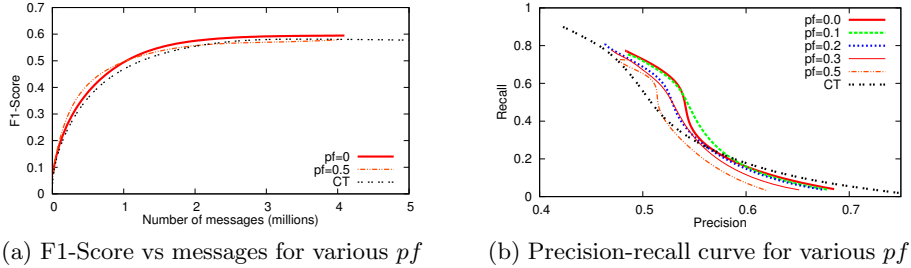 0.7
0.6
0.5
0.4
0.3
0.2
0.1
0
F1-Score
pf=0
pf=0.5
CT
0 1 2 3 4 5
Number of messages (millions)
(a) F1-Score vs messages for various pf
1
0.8
0.6
0.4
0.2
0
Recall
pf=0.0
pf=0.1
pf=0.2
pf=0.3
pf=0.5
CT
0.4 0.5 0.6 0.7
Precision
(b) Precision-recall curve for various pf